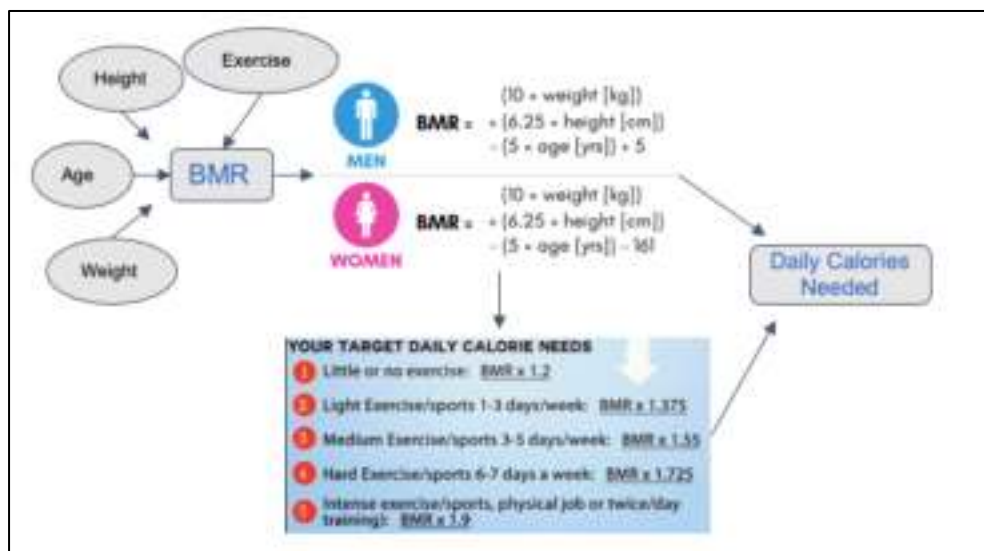 Height
Exercise
Age
Weight
BMR
MEN
BMR =
(10 × weight [kg])
+ (6.25 × height [cm])
- (5 × age [yrs]) + 5
WOMEN
BMR =
(10 × weight [kg])
+ (6.25 × height [cm])
- (5 × age [yrs]) - 161
Daily Calories
Needed
YOUR TARGET DAILY CALORIE NEEDS
1 Little or no exercise: BMR x 1.2
2 Light Exercise/sports 1-3 days/week: BMR x 1.375
3 Medium Exercise/sports 3-5 days/week: BMR x 1.55
4 Hard Exercise/sports 6-7 days a week: BMR x 1.725
5 Intense exercise/sports, physical job or twice/day
training): BMR x 1.9